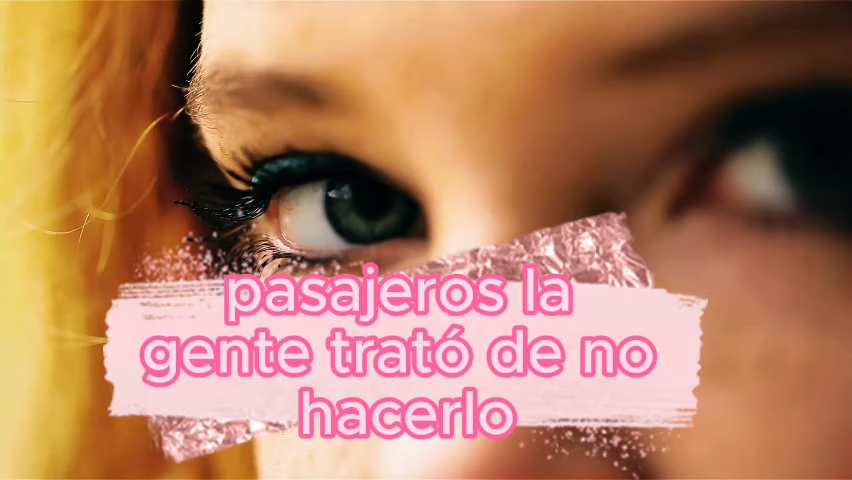 pasajeros la
gente trató de no
hacerlo